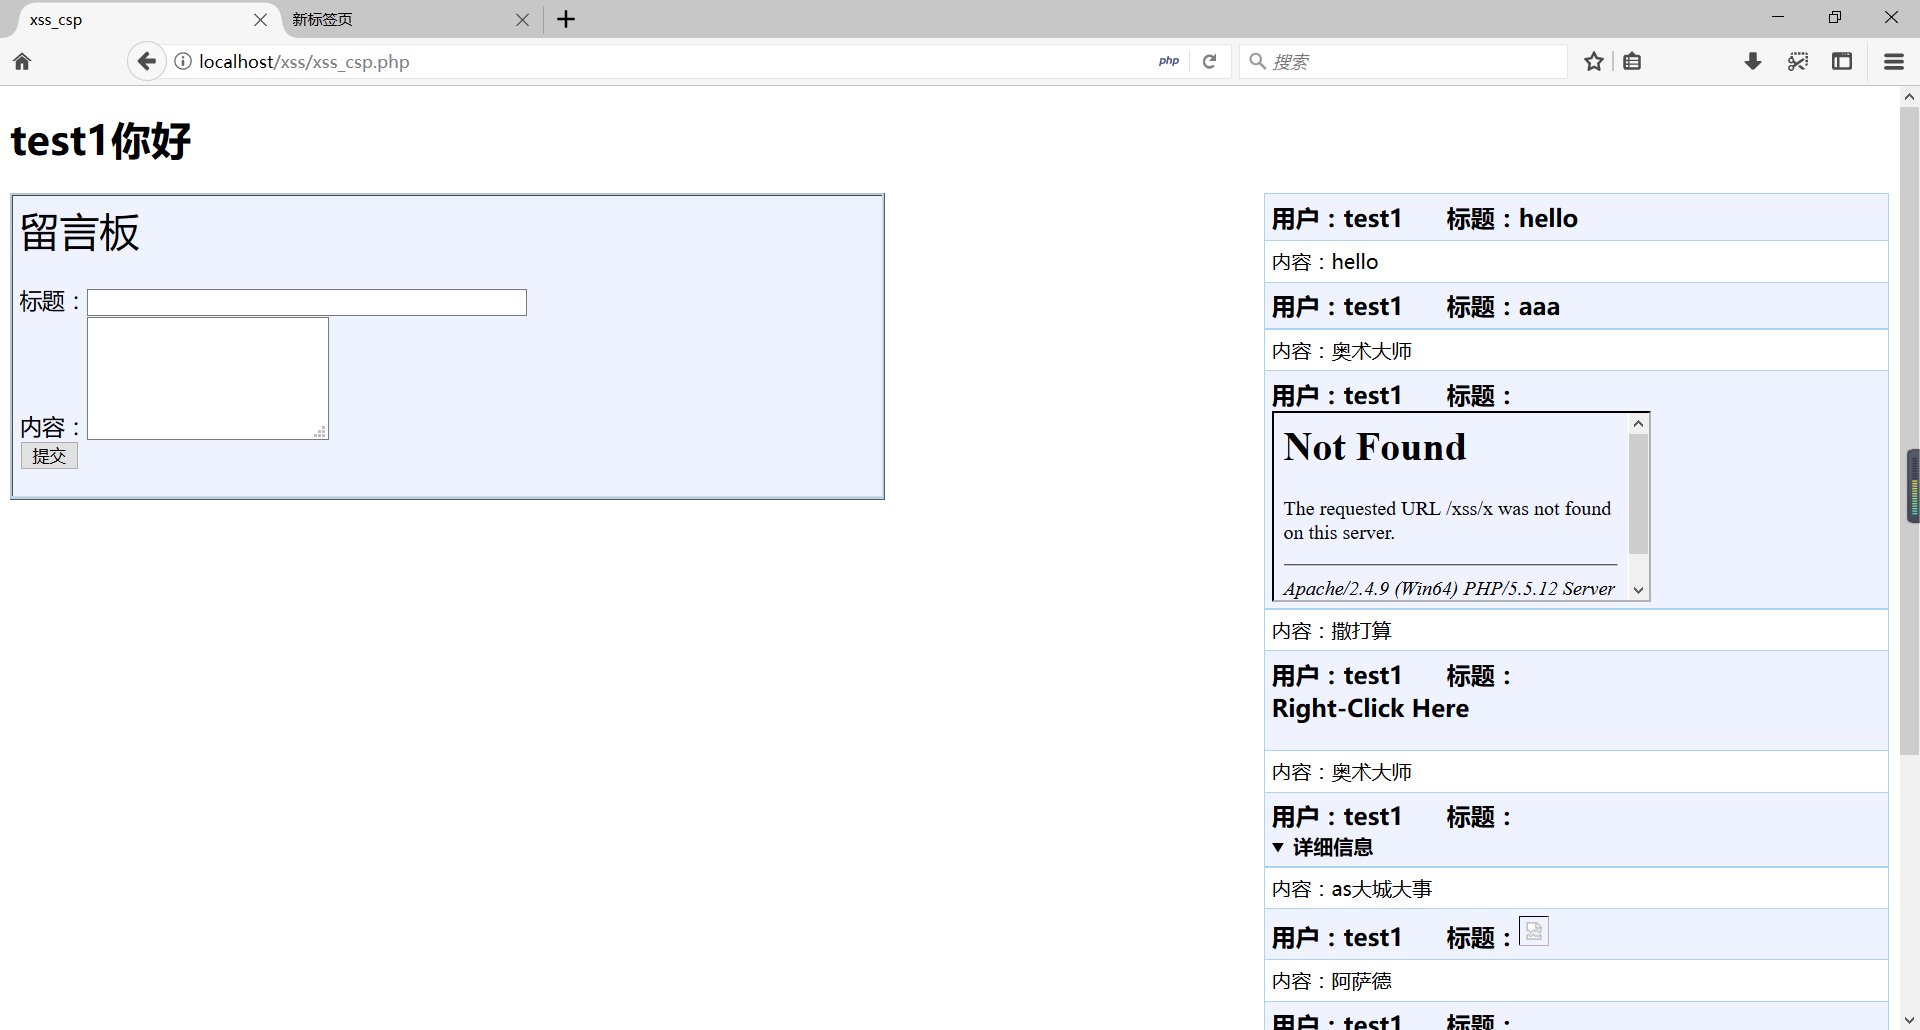 xss_csp
新标签页
localhost/xss/xss_csp.php
php
搜索
test1你好
留言板
标题：
内容：
提交
用户：test1 标题：hello
内容：hello
用户：test1 标题：aaa
内容：奥术大师
用户：test1 标题：
Not Found
The requested URL /xss/x was not found
on this server.
Apache/2.4.9 (Win64) PHP/5.5.12 Server
内容：撒打算
用户：test1 标题：
Right-Click Here
内容：奥术大师
用户：test1 标题：
详细信息
内容：as大城大事
用户：test1 标题：
内容：阿萨德
用户：test1 标题：